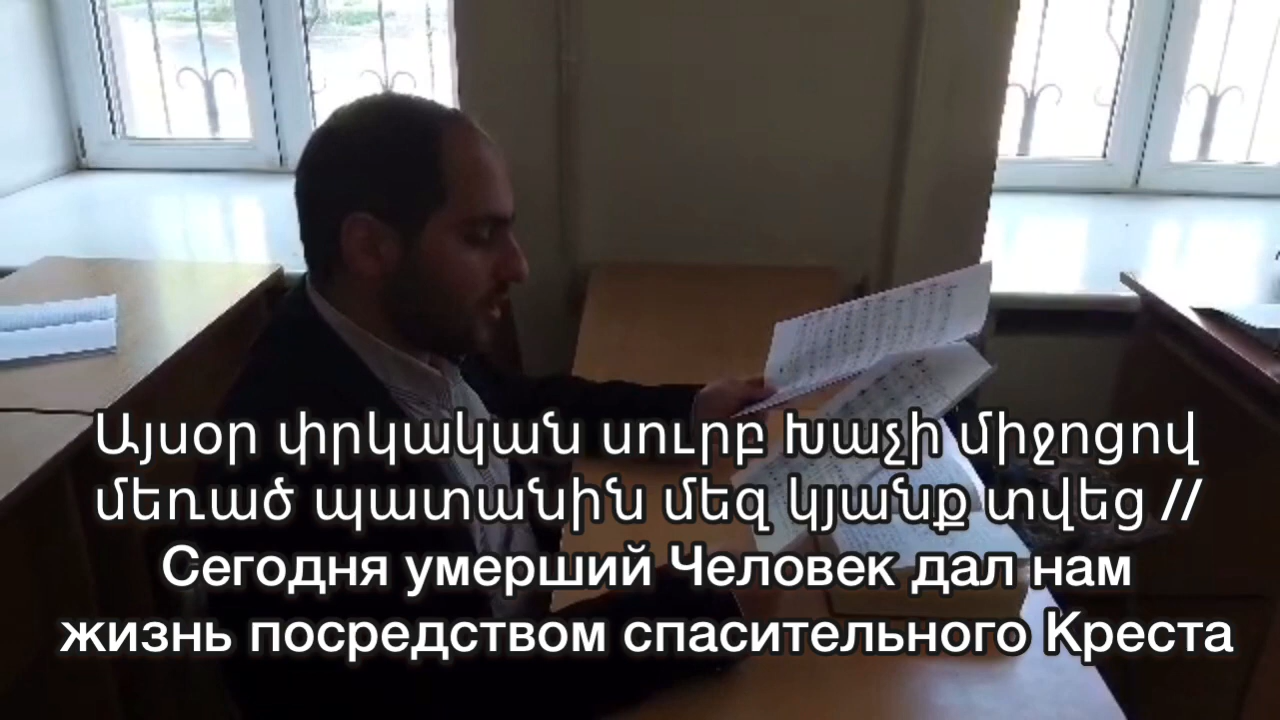 Այսօր փրկական սուրբ Խաչի միջոցով
մեռած պատանին մեզ կյանք տվեց //
Сегодня умерший Человек дал нам
жизнь посредством спасительного Креста